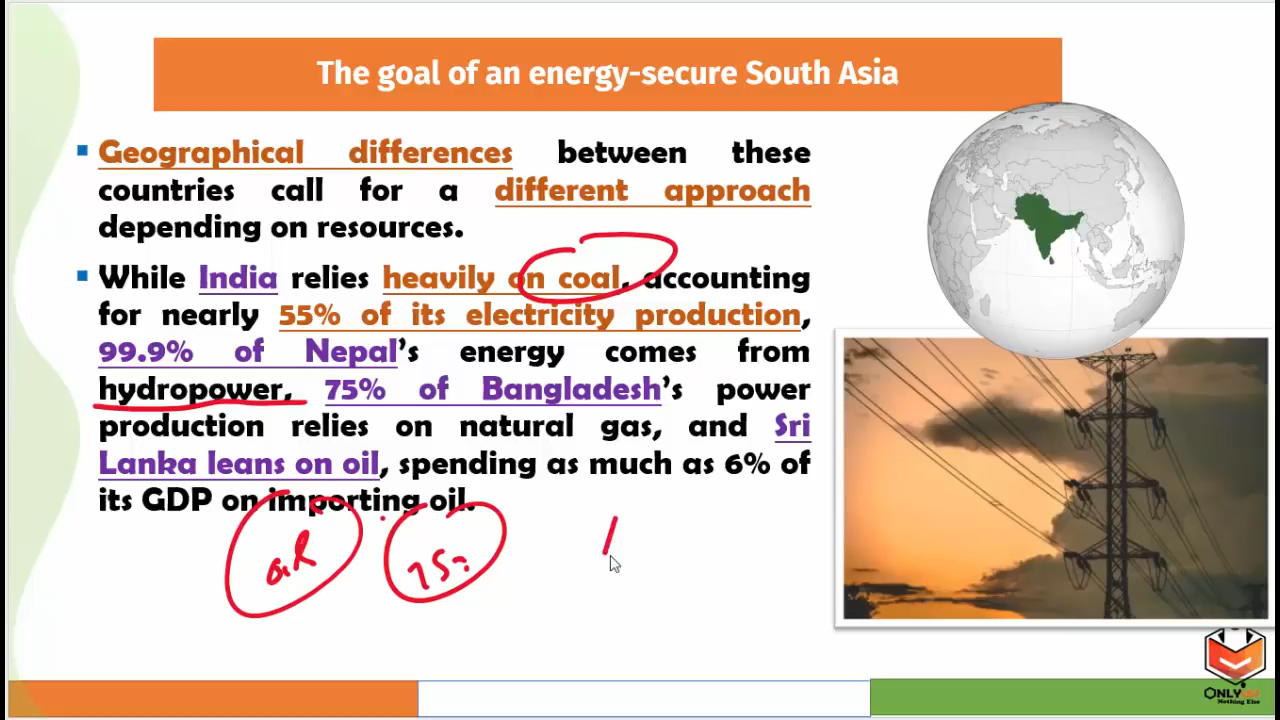 The goal of an energy-secure South Asia
Geographical differences between these
countries call for a different approach
depending on resources.
While India relies heavily on coal, accounting
for nearly 55% of its electricity production,
99.9% of Nepal's energy comes from
hydropower, 75% of Bangladesh's power
production relies on natural gas, and Sri
Lanka leans on oil, spending as much as 6% of
its GDP on importing oil.
ONLY
Nothing Else